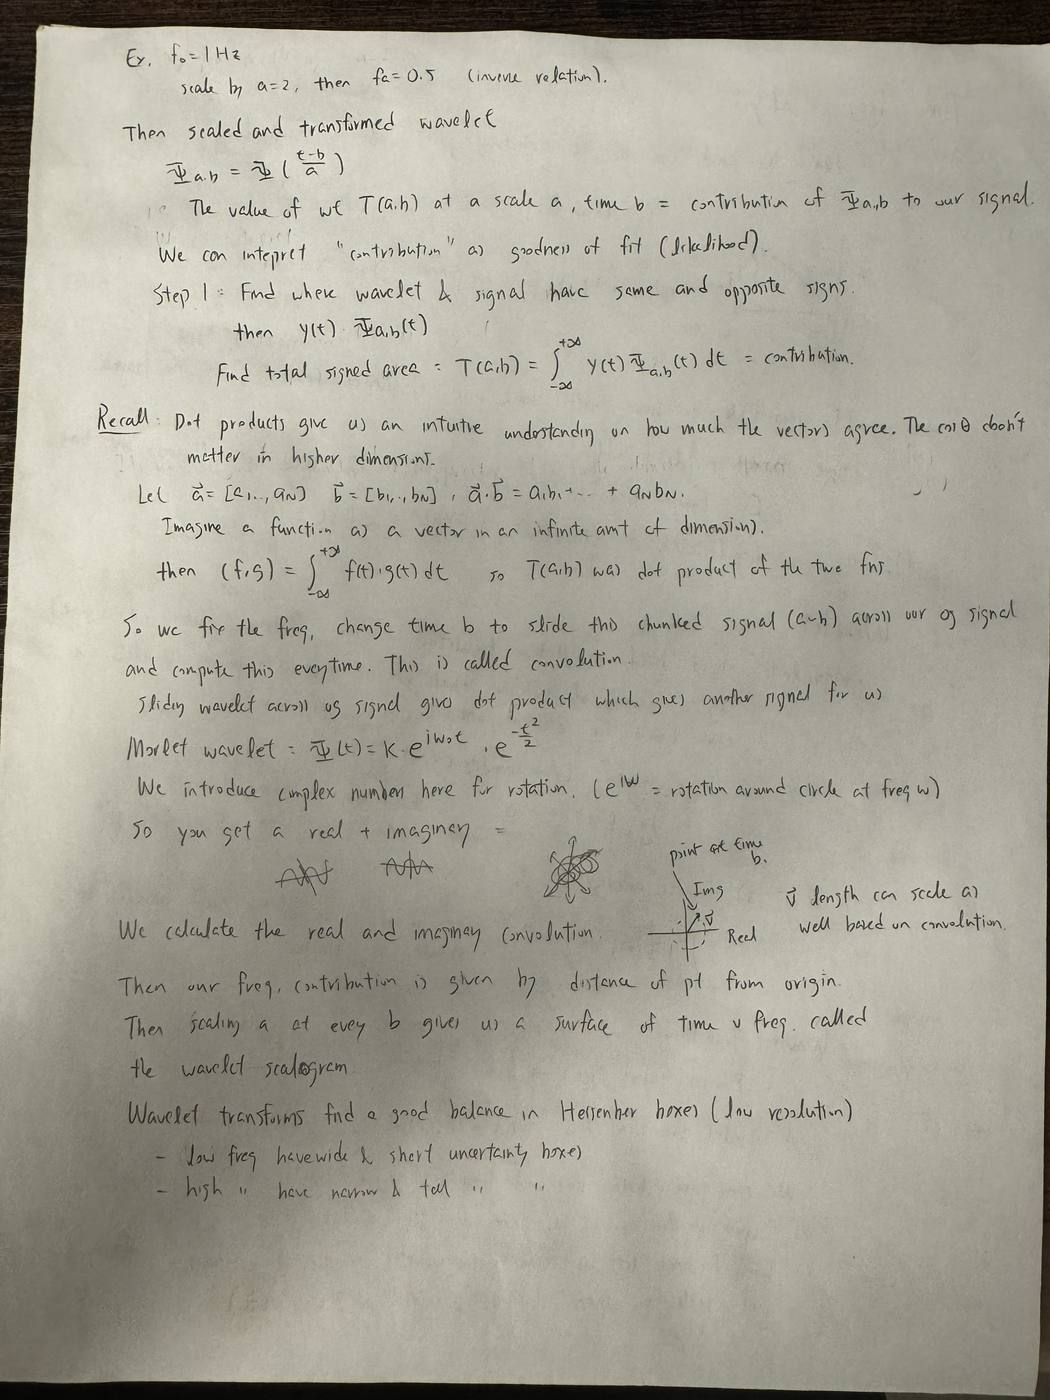 Ex. f₀ = 1 Hz
scale by a=2, then fa = 0.5 (inverse relation).
Then scaled and transformed wavelet
Ψa,b = Ψ( (t-b)/a )
The value of wt T(a,b) at a scale a, time b = contribution of Ψa,b to our signal.
We can intepret "contribution" as goodness of fit (likelihood).
Step 1: Find where wavelet & signal have same and opposite signs.
then y(t) · Ψa,b(t)
Find total signed area = T(a,b) = ∫_{-∞}^{+∞} y(t) Ψa,b(t) dt = contribution.
Recall: Dot products give us an intuitive understanding on how much the vectors agree. The cos θ doesn't
matter in higher dimensions.
Let a⃗ = [a₁..., aN] b⃗ = [b₁,.., bN], a⃗·b⃗ = a₁b₁+... + aNbN.
Imagine a function as a vector in an infinite amt of dimensions.
then (f,g) = ∫_{-∞}^{+∞} f(t)·g(t) dt so T(a,b) was dot product of the two fns
So we fix the freq, change time b to slide this chunked signal (a→b) across our og signal
and compute this everytime. This is called convolution.
Sliding wavelet across og signal gives dot product which gives another signal for us
Morlet wavelet = Ψ(t) = k·e^{iw₀t} · e^{-t²/2}
We introduce complex numbers here for rotation. (e^{iw} = rotation around circle at freq w)
So you get a real + imaginary =
point at time
b.
Img
v⃗
Real
v⃗ length can scale as
well based on convolution.
We calculate the real and imaginary convolution.
Then our freq. contribution is given by distance of pt from origin.
Then scaling a at evey b gives us a surface of time v freq. called
the wavelet scalogram
Wavelet transforms find a good balance in Heisenber boxes (low resolution)
- low freq have wide & short uncertainty boxes
- high " have narrow & tall " "